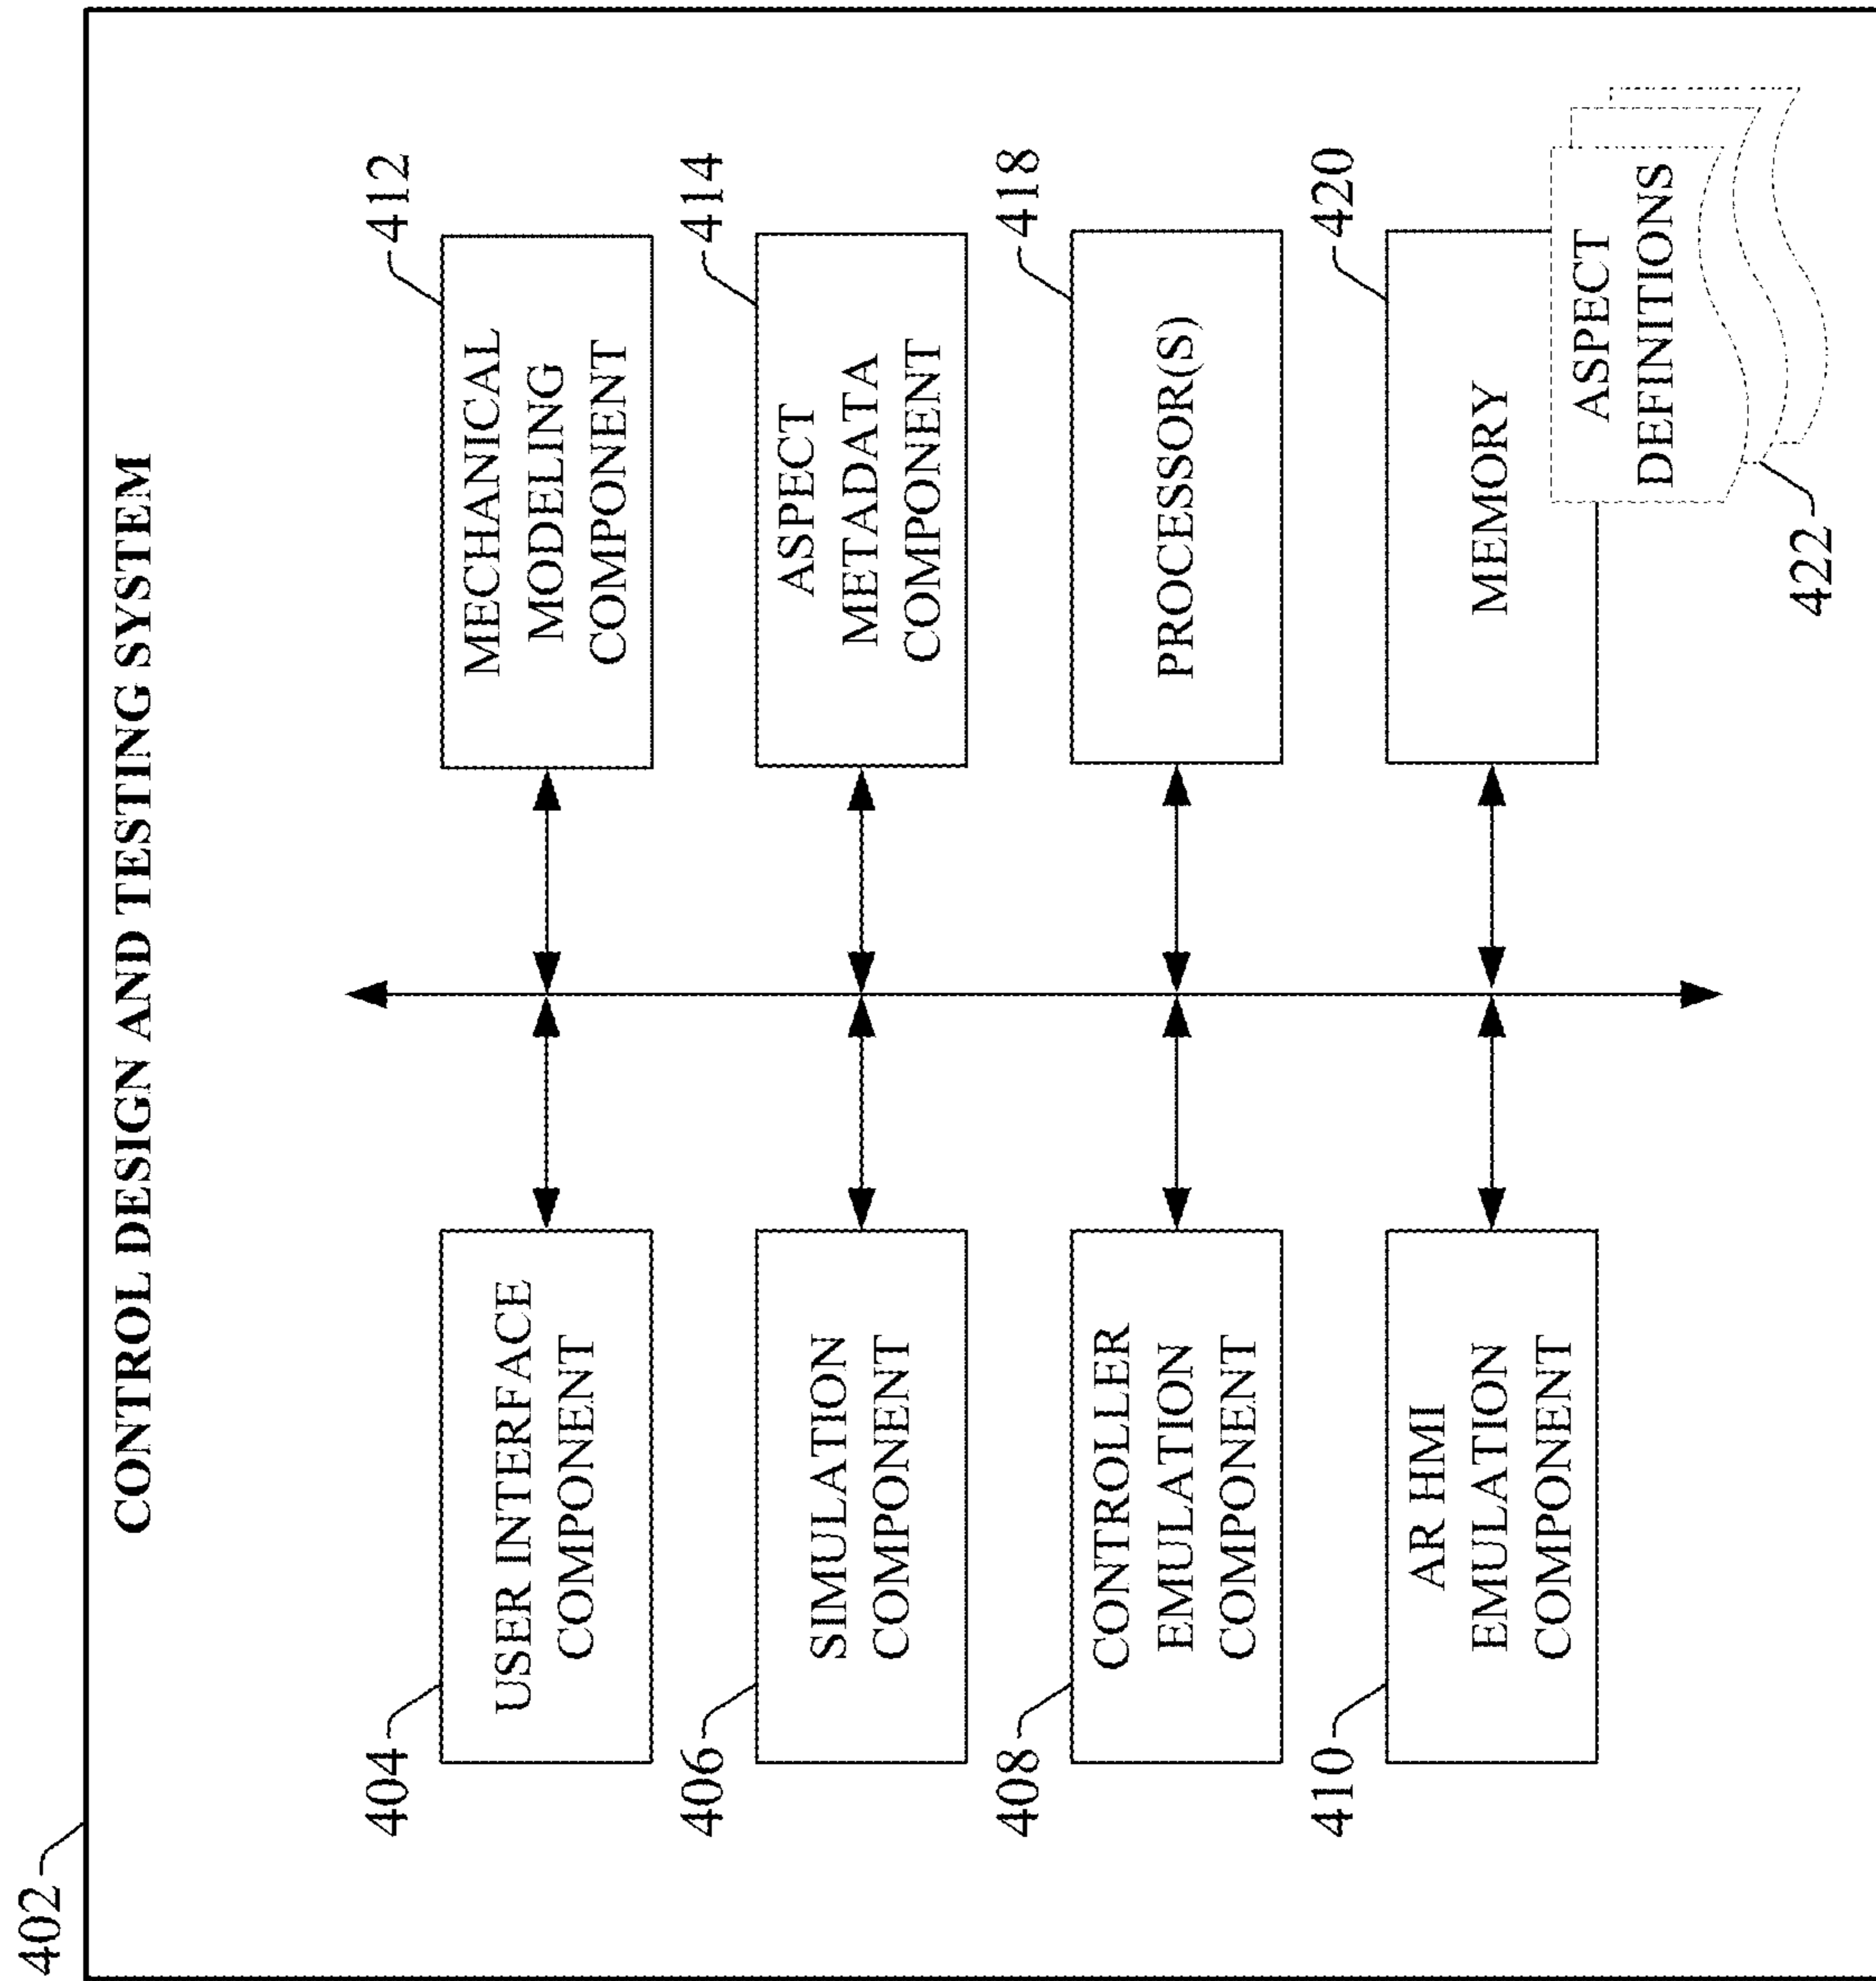 402
CONTROL DESIGN AND TESTING SYSTEM
404
USER INTERFACE
COMPONENT
406
SIMULATION
COMPONENT
408
CONTROLLER
EMULATION
COMPONENT
410
AR HMI
EMULATION
COMPONENT
412
MECHANICAL
MODELING
COMPONENT
414
ASPECT
METADATA
COMPONENT
418
PROCESSOR(S)
420
MEMORY
ASPECT
DEFINITIONS
422